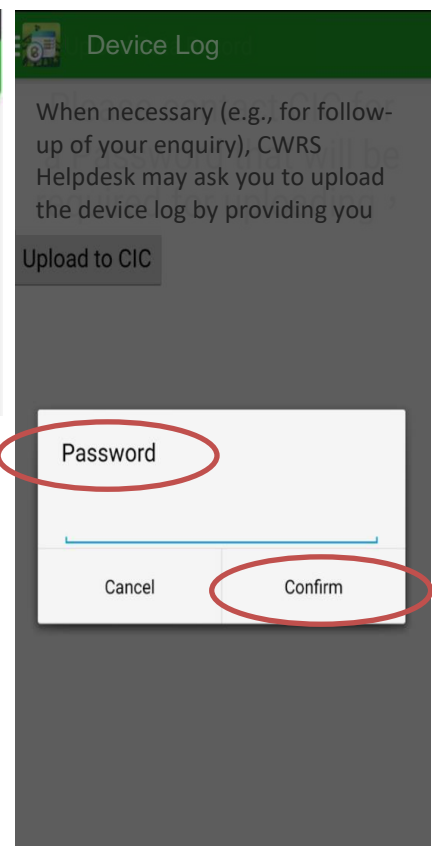 Device Log
When necessary (e.g., for follow-
up of your enquiry), CWRS
Helpdesk may ask you to upload
the device log by providing you
Upload to CIC
Password
Cancel
Confirm